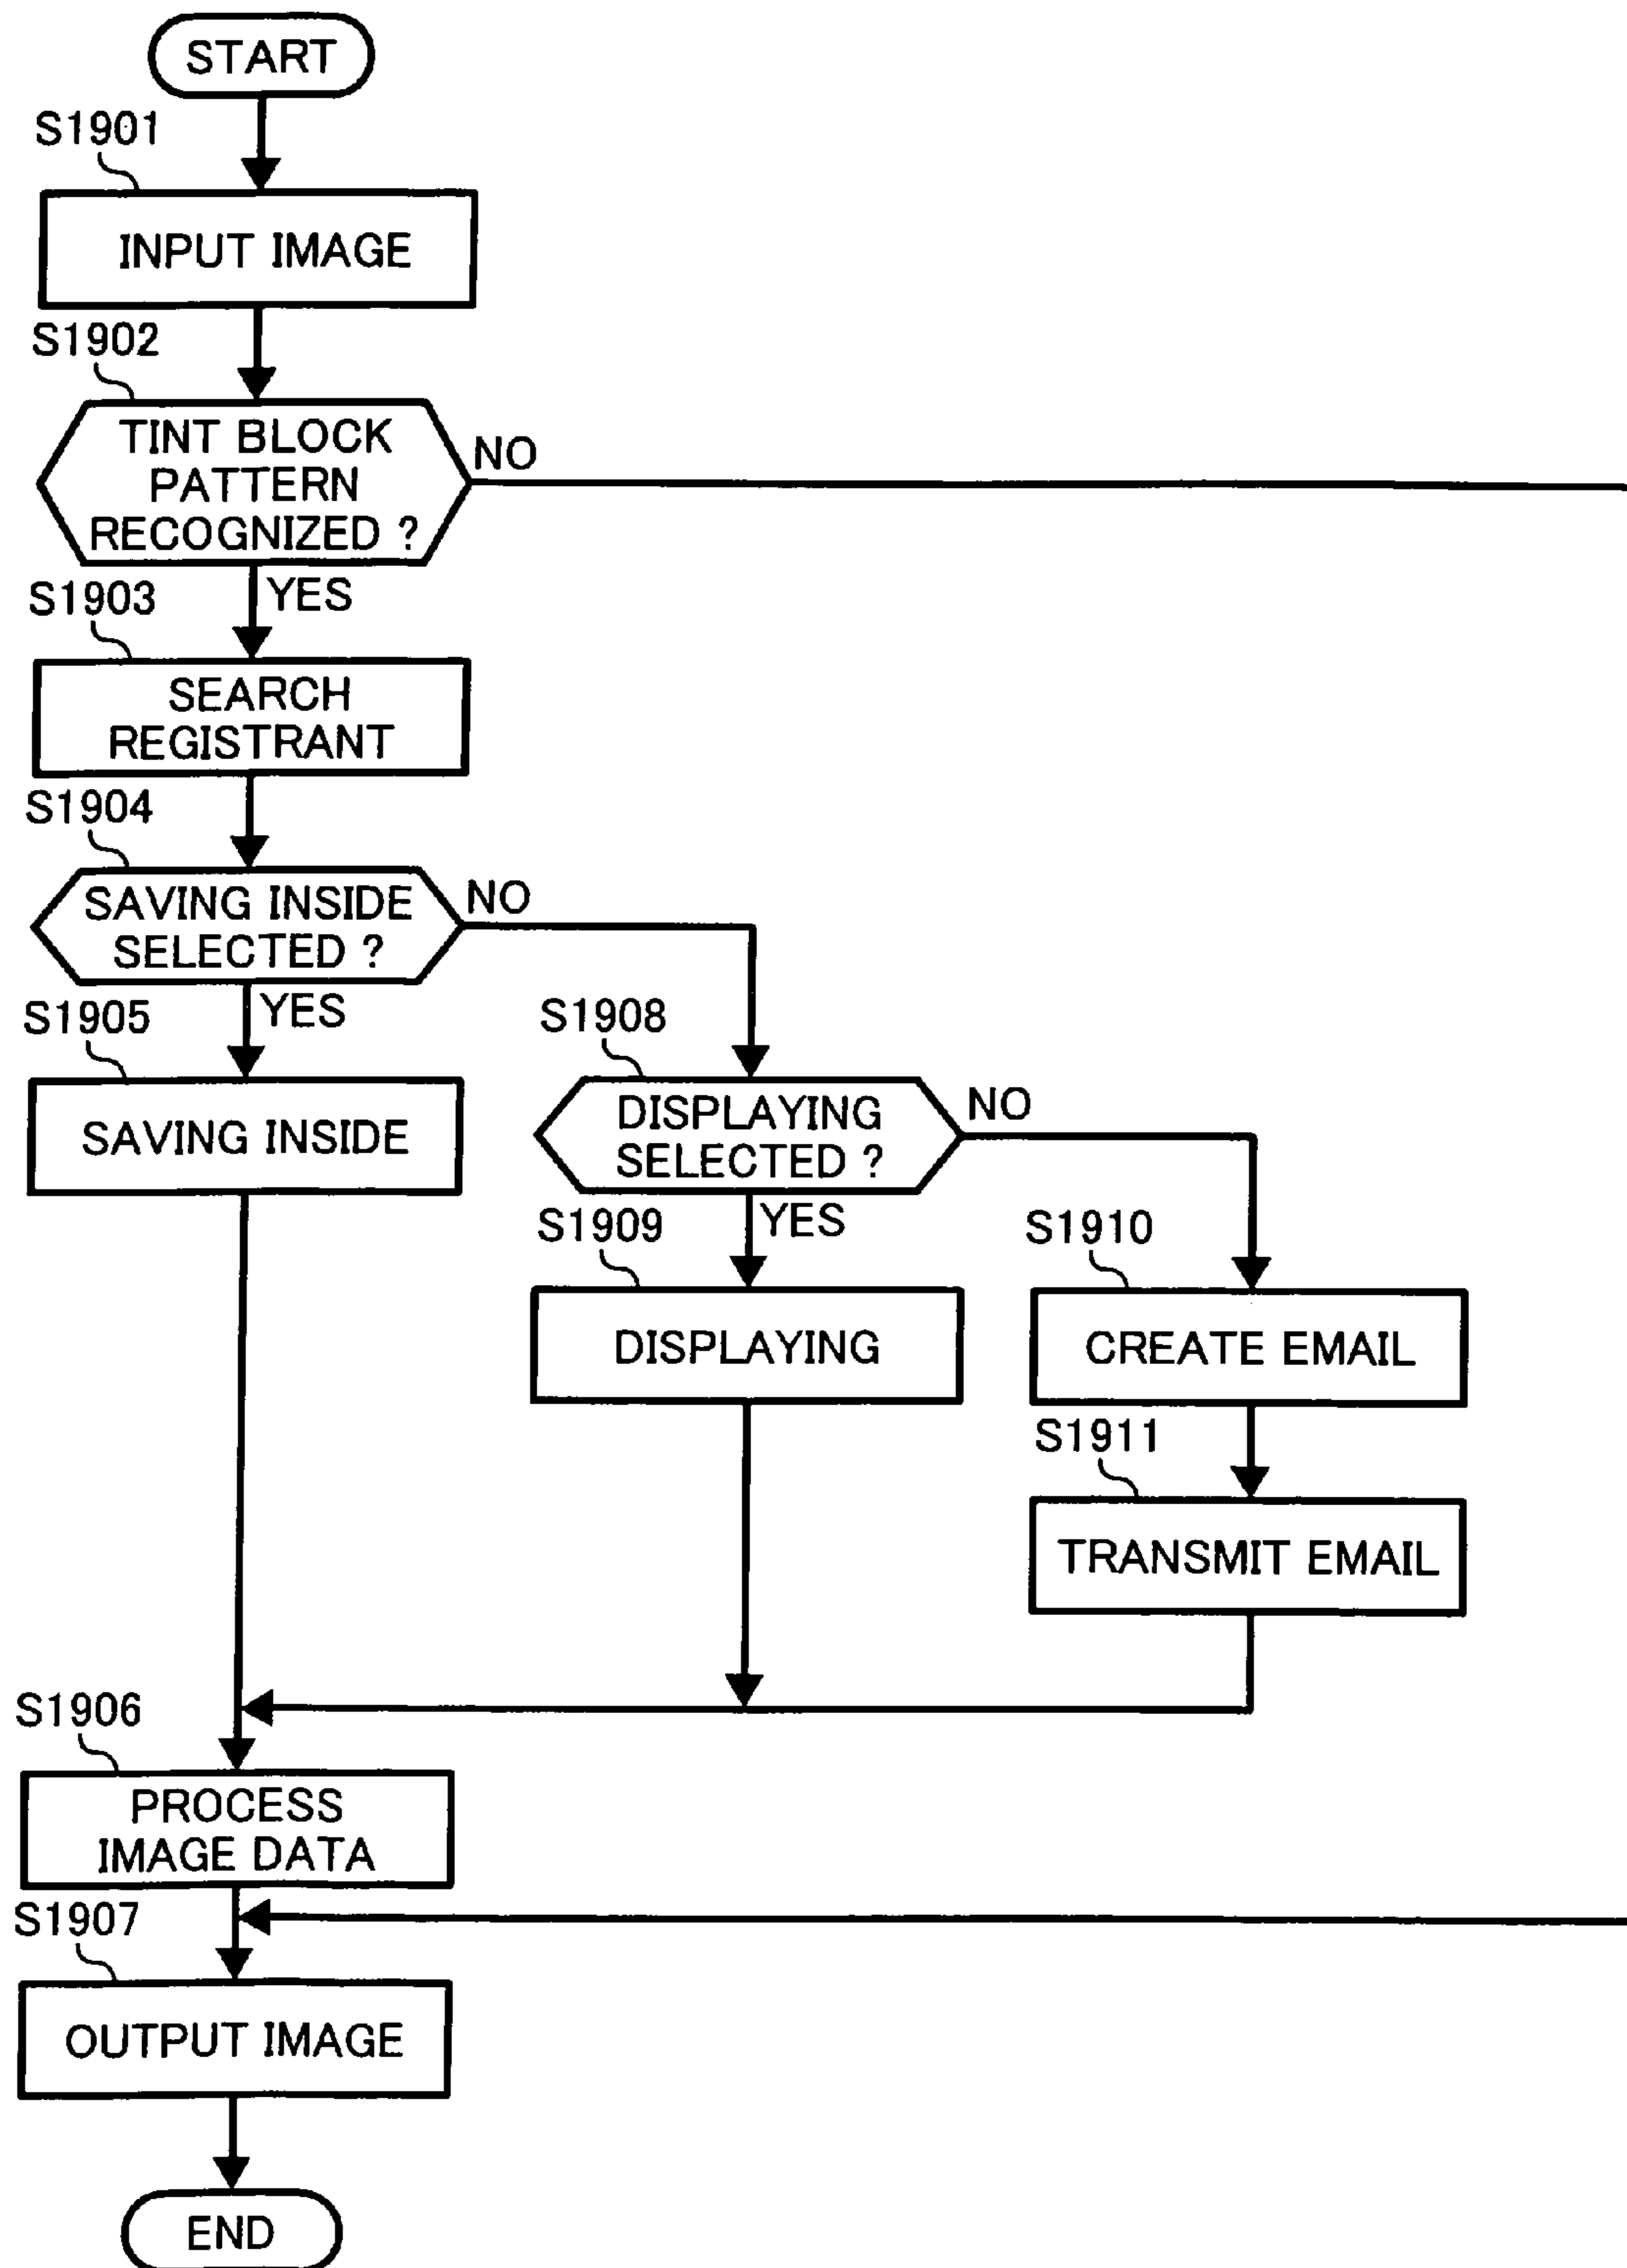 START
S1901
INPUT IMAGE
S1902
TINT BLOCK
PATTERN
RECOGNIZED ?
NO
YES
S1903
SEARCH
REGISTRANT
S1904
SAVING INSIDE
SELECTED ?
NO
YES
S1905
SAVING INSIDE
S1908
DISPLAYING
SELECTED ?
NO
YES
S1909
DISPLAYING
S1910
CREATE EMAIL
S1911
TRANSMIT EMAIL
S1906
PROCESS
IMAGE DATA
S1907
OUTPUT IMAGE
END